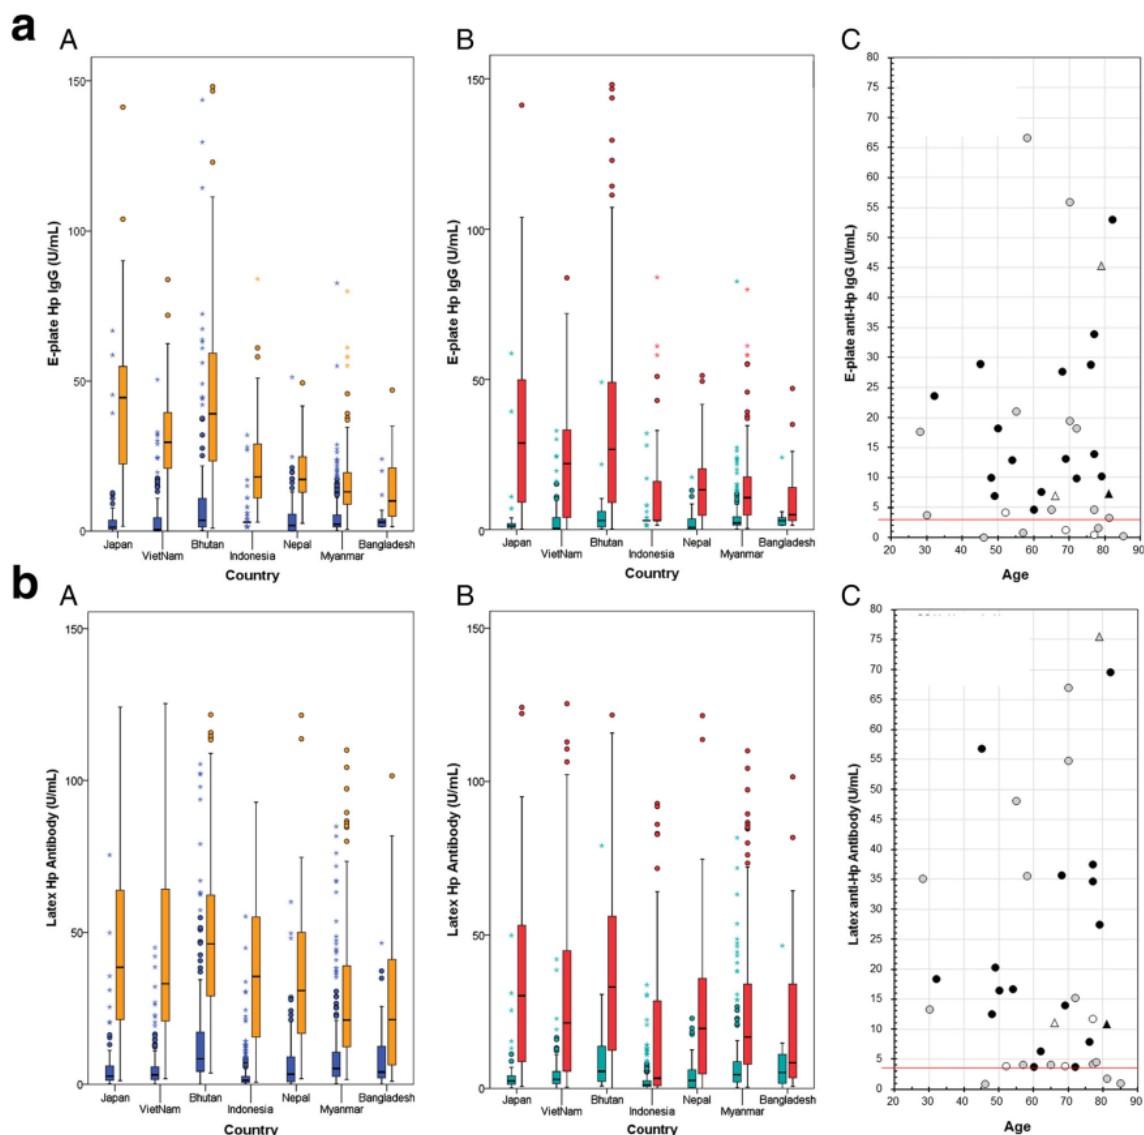 a
A
B
C
E-plate Hp IgG (U/mL)
150
100
50
0
Japan
VietNam
Bhutan
Indonesia
Nepal
Myanmar
Bangladesh
Country
E-plate Hp IgG (U/mL)
150
100
50
0
Japan
VietNam
Bhutan
Indonesia
Nepal
Myanmar
Bangladesh
Country
E-plate anti-Hp IgG (U/mL)
80
75
70
65
60
55
50
45
40
35
30
25
20
15
10
5
0
20 30 40 50 60 70 80 90
Age
b
A
B
C
Latex Hp Antibody (U/mL)
150
100
50
0
Japan
VietNam
Bhutan
Indonesia
Nepal
Myanmar
Bangladesh
Country
Latex Hp Antibody (U/mL)
150
100
50
0
Japan
VietNam
Bhutan
Indonesia
Nepal
Myanmar
Bangladesh
Country
Latex anti-Hp Antibody (U/mL)
80
75
70
65
60
55
50
45
40
35
30
25
20
15
10
5
0
20 30 40 50 60 70 80 90
Age